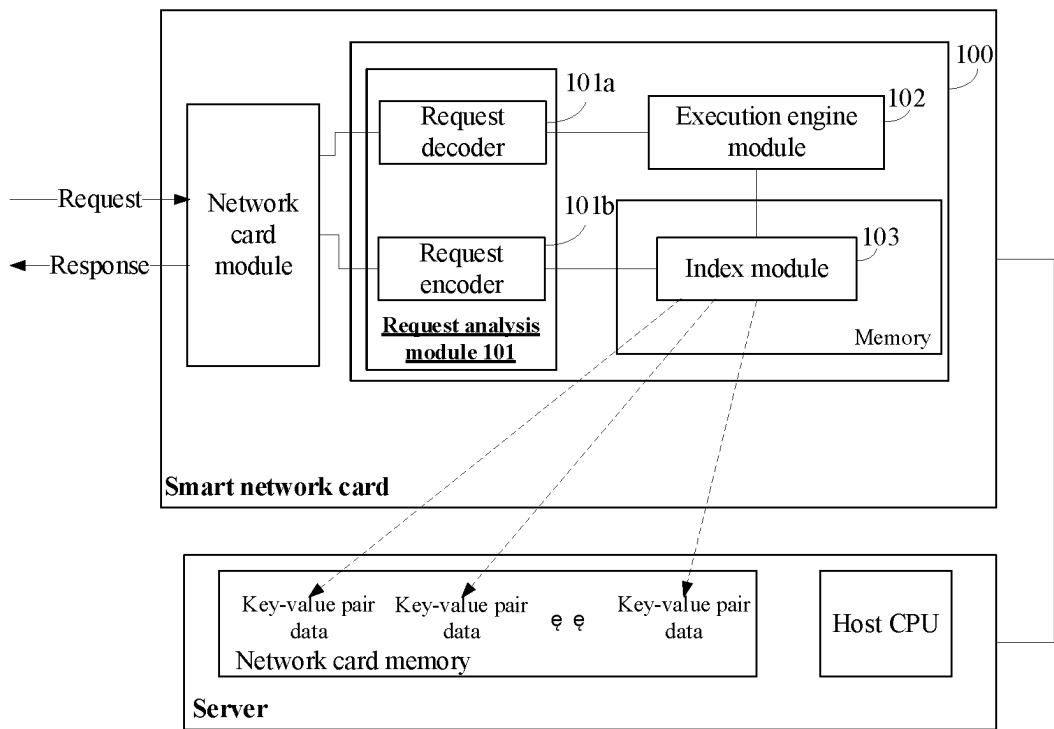 100
101a
Request
decoder
102
Execution engine
module
Request
Network
card
module
101b
Response
Request
encoder
103
Index module
Request analysis
module 101
Memory
Smart network card
Key-value pair
data
Key-value pair
data
ę ę
Key-value pair
data
Network card memory
Host CPU
Server